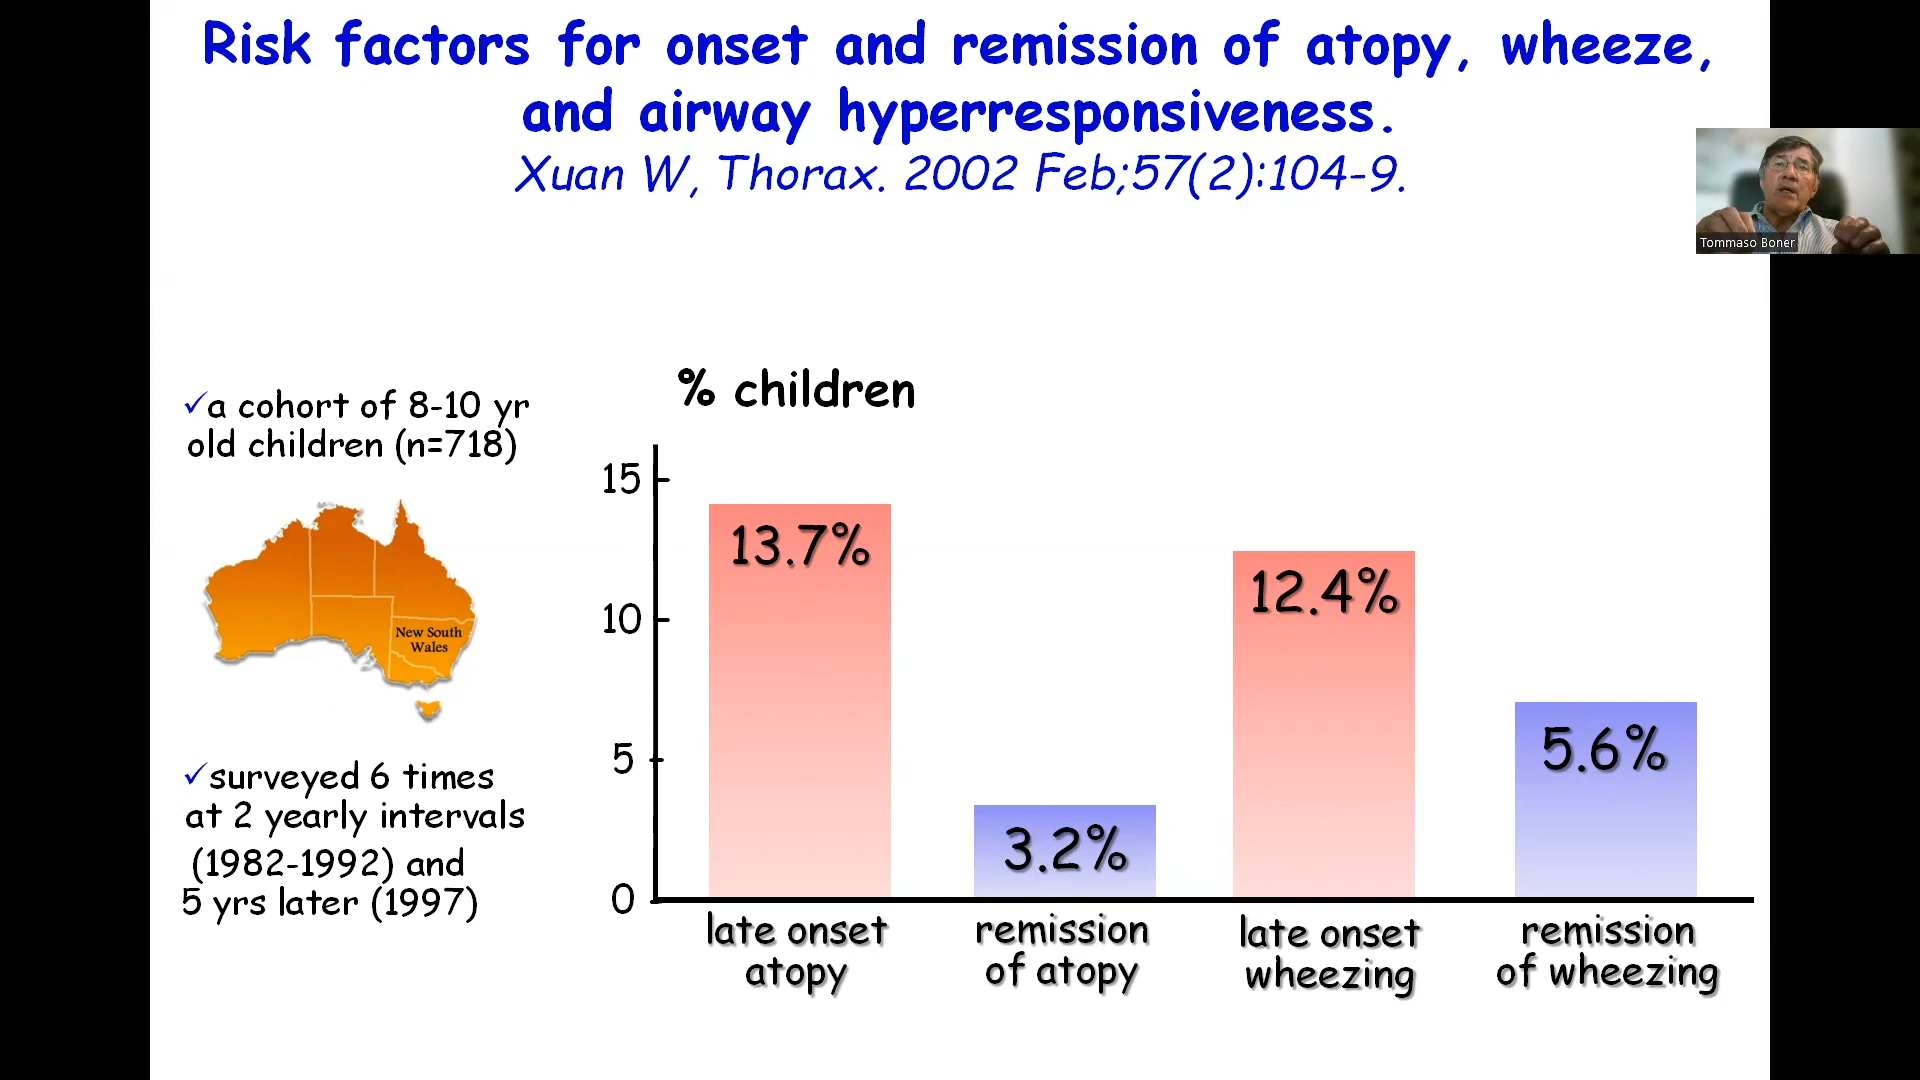 Risk factors for onset and remission of atopy, wheeze,
and airway hyperresponsiveness.
Xuan W, Thorax. 2002 Feb;57(2):104-9.
Tommaso Boner
✓a cohort of 8-10 yr
old children (n=718)
New South
Wales
✓surveyed 6 times
at 2 yearly intervals
(1982-1992) and
5 yrs later (1997)
% children
15
10
5
0
13.7%
3.2%
12.4%
5.6%
late onset
atopy
remission
of atopy
late onset
wheezing
remission
of wheezing